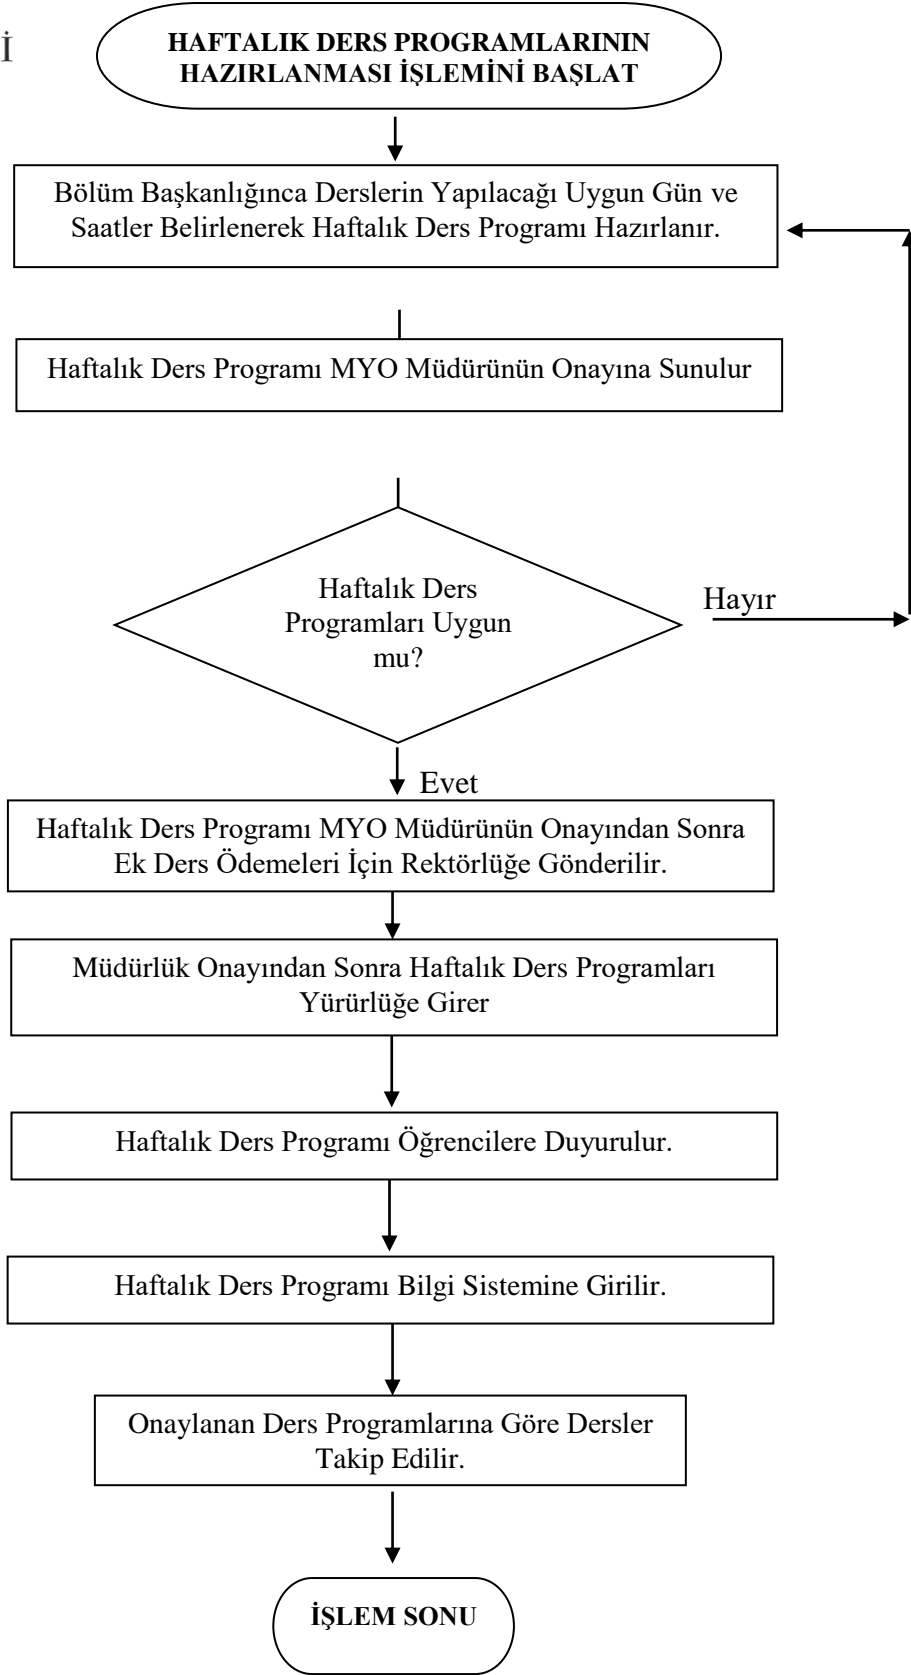 İ
HAFTALIK DERS PROGRAMLARININ
HAZIRLANMASI İŞLEMİNİ BAŞLAT
Bölüm Başkanlığınca Derslerin Yapılacağı Uygun Gün ve
Saatler Belirlenerek Haftalık Ders Programı Hazırlanır.
Haftalık Ders Programı MYO Müdürünün Onayına Sunulur
Haftalık Ders
Programları Uygun
mu?
Hayır
Evet
Haftalık Ders Programı MYO Müdürünün Onayından Sonra
Ek Ders Ödemeleri İçin Rektörlüğe Gönderilir.
Müdürlük Onayından Sonra Haftalık Ders Programları
Yürürlüğe Girer
Haftalık Ders Programı Öğrencilere Duyurulur.
Haftalık Ders Programı Bilgi Sistemine Girilir.
Onaylanan Ders Programlarına Göre Dersler
Takip Edilir.
İŞLEM SONU